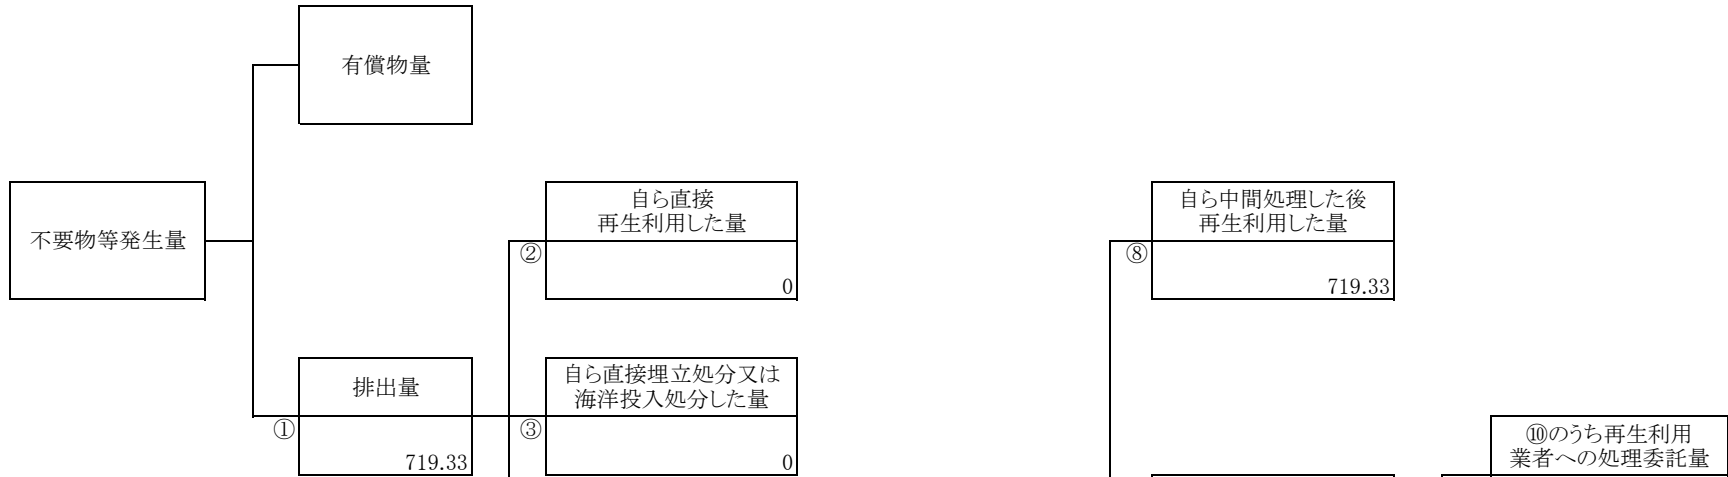 有償物量
不要物等発生量
自ら直接
再生利用した量
②
0
自ら中間処理した後
再生利用した量
⑧
719.33
排出量
①
719.33
自ら直接埋立処分又は
海洋投入処分した量
③
0
⑩のうち再生利用
業者への処理委託量